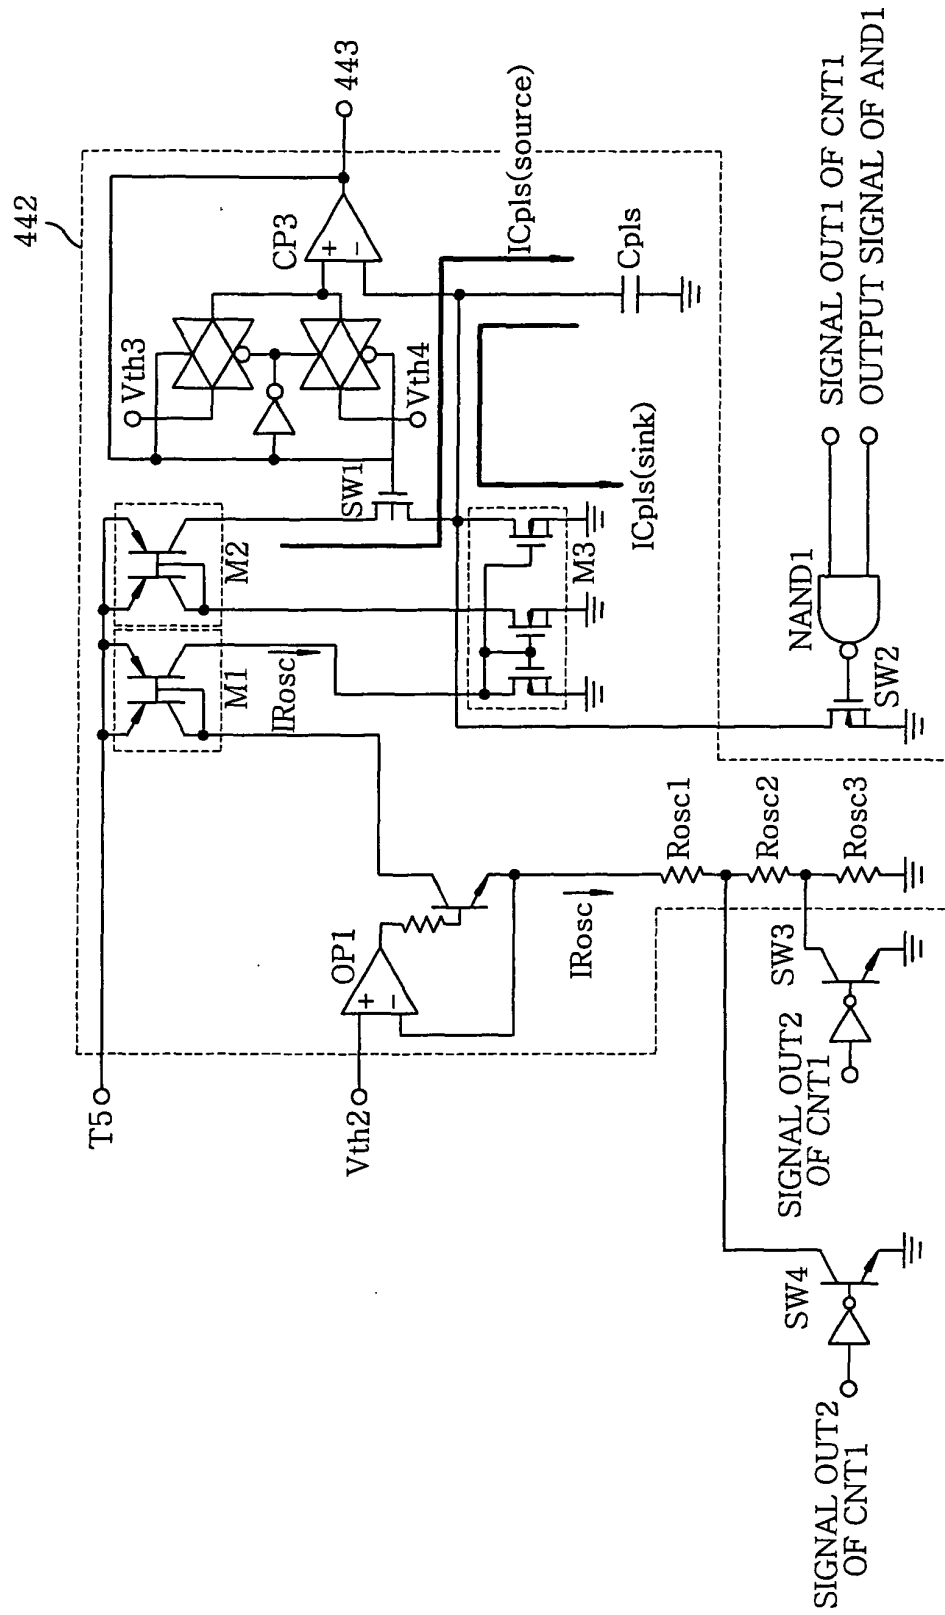 442
443
CP3
+
−
Vth3
Vth4
ICpls(source)
Cpls
SW1
ICpls(sink)
M2
M1
M3
IRosc
T5
OP1
+
−
Vth2
IRosc
Rosc1
Rosc2
Rosc3
NAND1
SW2
SIGNAL OUT1 OF CNT1
OUTPUT SIGNAL OF AND1
SW3
SIGNAL OUT2
OF CNT1
SW4
SIGNAL OUT2
OF CNT1